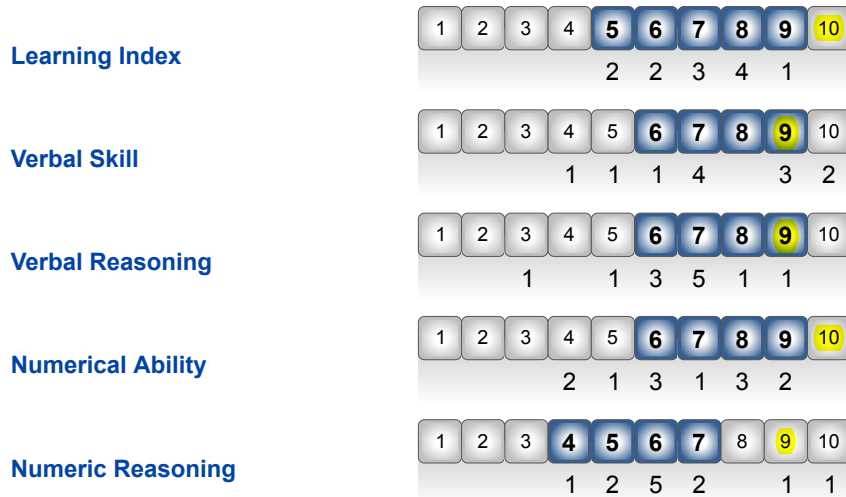 1 2 3 4 5 6 7 8 9 10
Learning Index
2 2 3 4 1
1 2 3 4 5 6 7 8 9 10
Verbal Skill
1 1 1 4 3 2
1 2 3 4 5 6 7 8 9 10
Verbal Reasoning
1 1 3 5 1 1
1 2 3 4 5 6 7 8 9 10
Numerical Ability
2 1 3 1 3 2
1 2 3 4 5 6 7 8 9 10
Numeric Reasoning
1 2 5 2 1 1